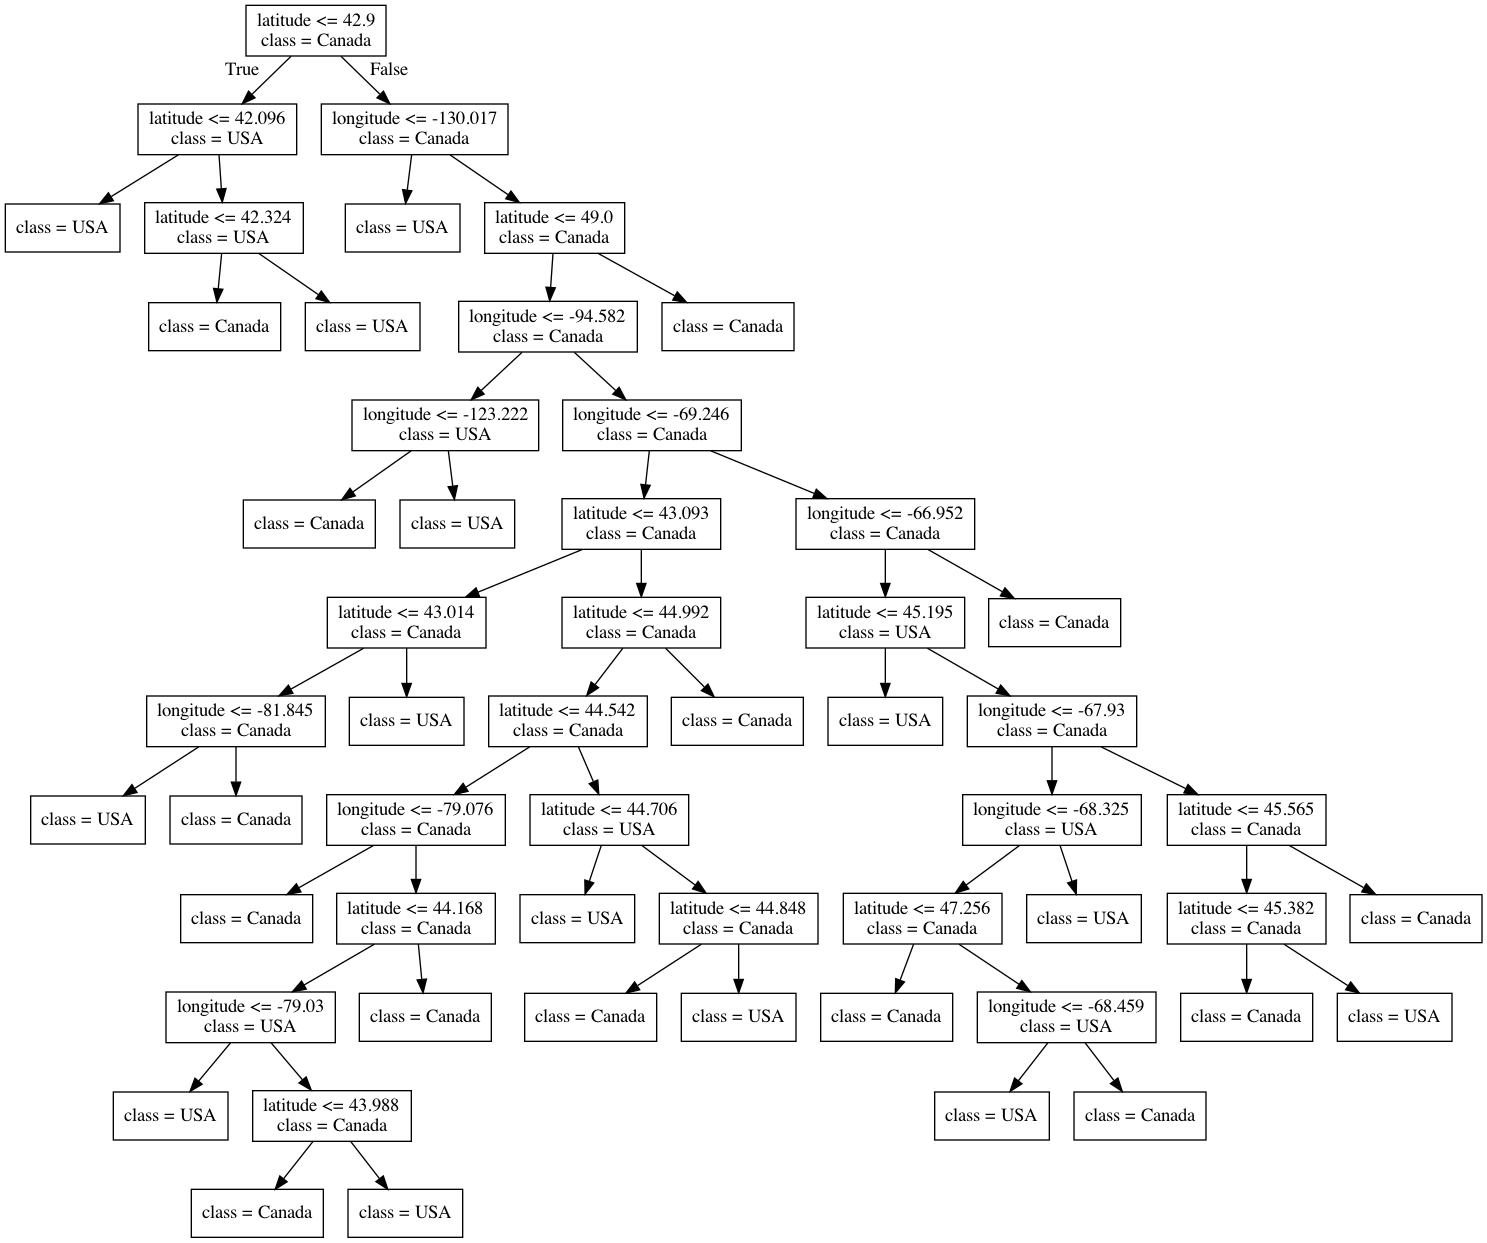 latitude <= 42.9
class = Canada
True
False
latitude <= 42.096
class = USA
longitude <= -130.017
class = Canada
class = USA
latitude <= 42.324
class = USA
class = USA
latitude <= 49.0
class = Canada
class = Canada
class = USA
longitude <= -94.582
class = Canada
class = Canada
longitude <= -123.222
class = USA
longitude <= -69.246
class = Canada
class = Canada
class = USA
latitude <= 43.093
class = Canada
longitude <= -66.952
class = Canada
latitude <= 43.014
class = Canada
latitude <= 44.992
class = Canada
latitude <= 45.195
class = USA
class = Canada
longitude <= -81.845
class = Canada
class = USA
latitude <= 44.542
class = Canada
class = Canada
class = USA
longitude <= -67.93
class = Canada
class = USA
class = Canada
longitude <= -79.076
class = Canada
latitude <= 44.706
class = USA
longitude <= -68.325
class = USA
latitude <= 45.565
class = Canada
class = Canada
latitude <= 44.168
class = Canada
class = USA
latitude <= 44.848
class = Canada
latitude <= 47.256
class = Canada
class = USA
latitude <= 45.382
class = Canada
class = Canada
longitude <= -79.03
class = USA
class = Canada
class = Canada
class = USA
class = Canada
longitude <= -68.459
class = USA
class = Canada
class = USA
class = USA
latitude <= 43.988
class = Canada
class = USA
class = Canada
class = Canada
class = USA